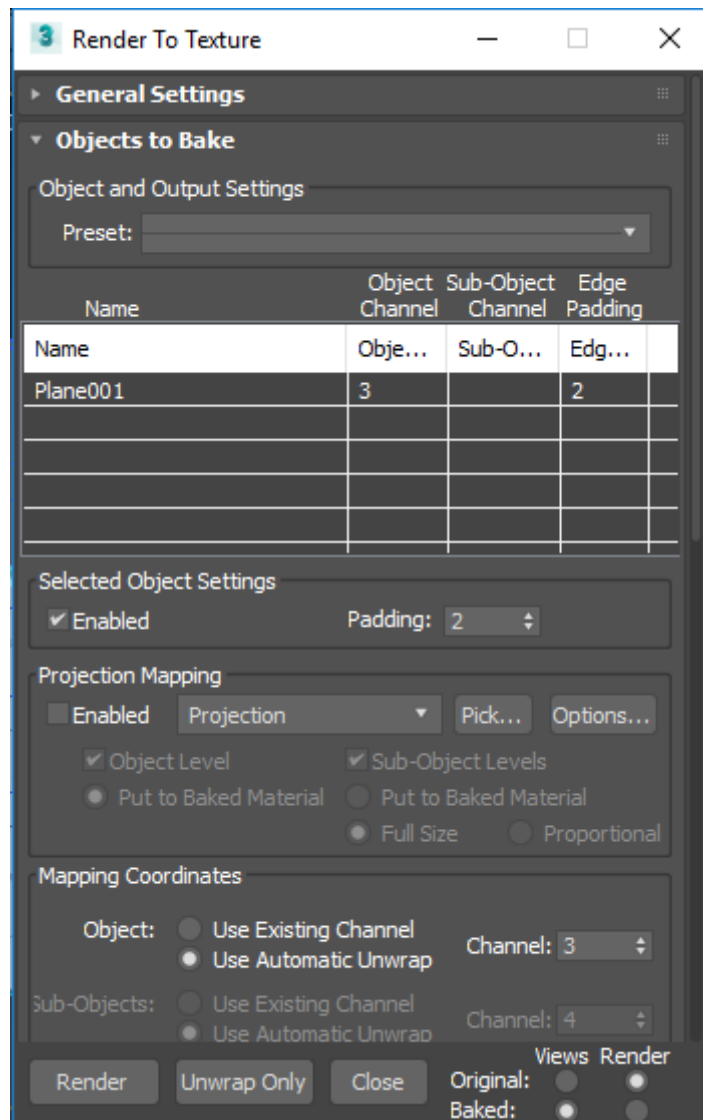 3 Render To Texture
General Settings
Objects to Bake
Object and Output Settings
Preset:
Name Object Channel Sub-Object Channel Edge Padding
Name Obje... Sub-O... Edg...
Plane001 3 2
Selected Object Settings
Enabled Padding: 2
Projection Mapping
Enabled Projection Pick... Options...
Object Level Sub-Object Levels
Put to Baked Material Put to Baked Material
Full Size Proportional
Mapping Coordinates
Object: Use Existing Channel
Use Automatic Unwrap Channel: 3
Sub-Objects: Use Existing Channel
Use Automatic Unwrap Channel: 4
Views Render
Render Unwrap Only Close Original:
Baked: